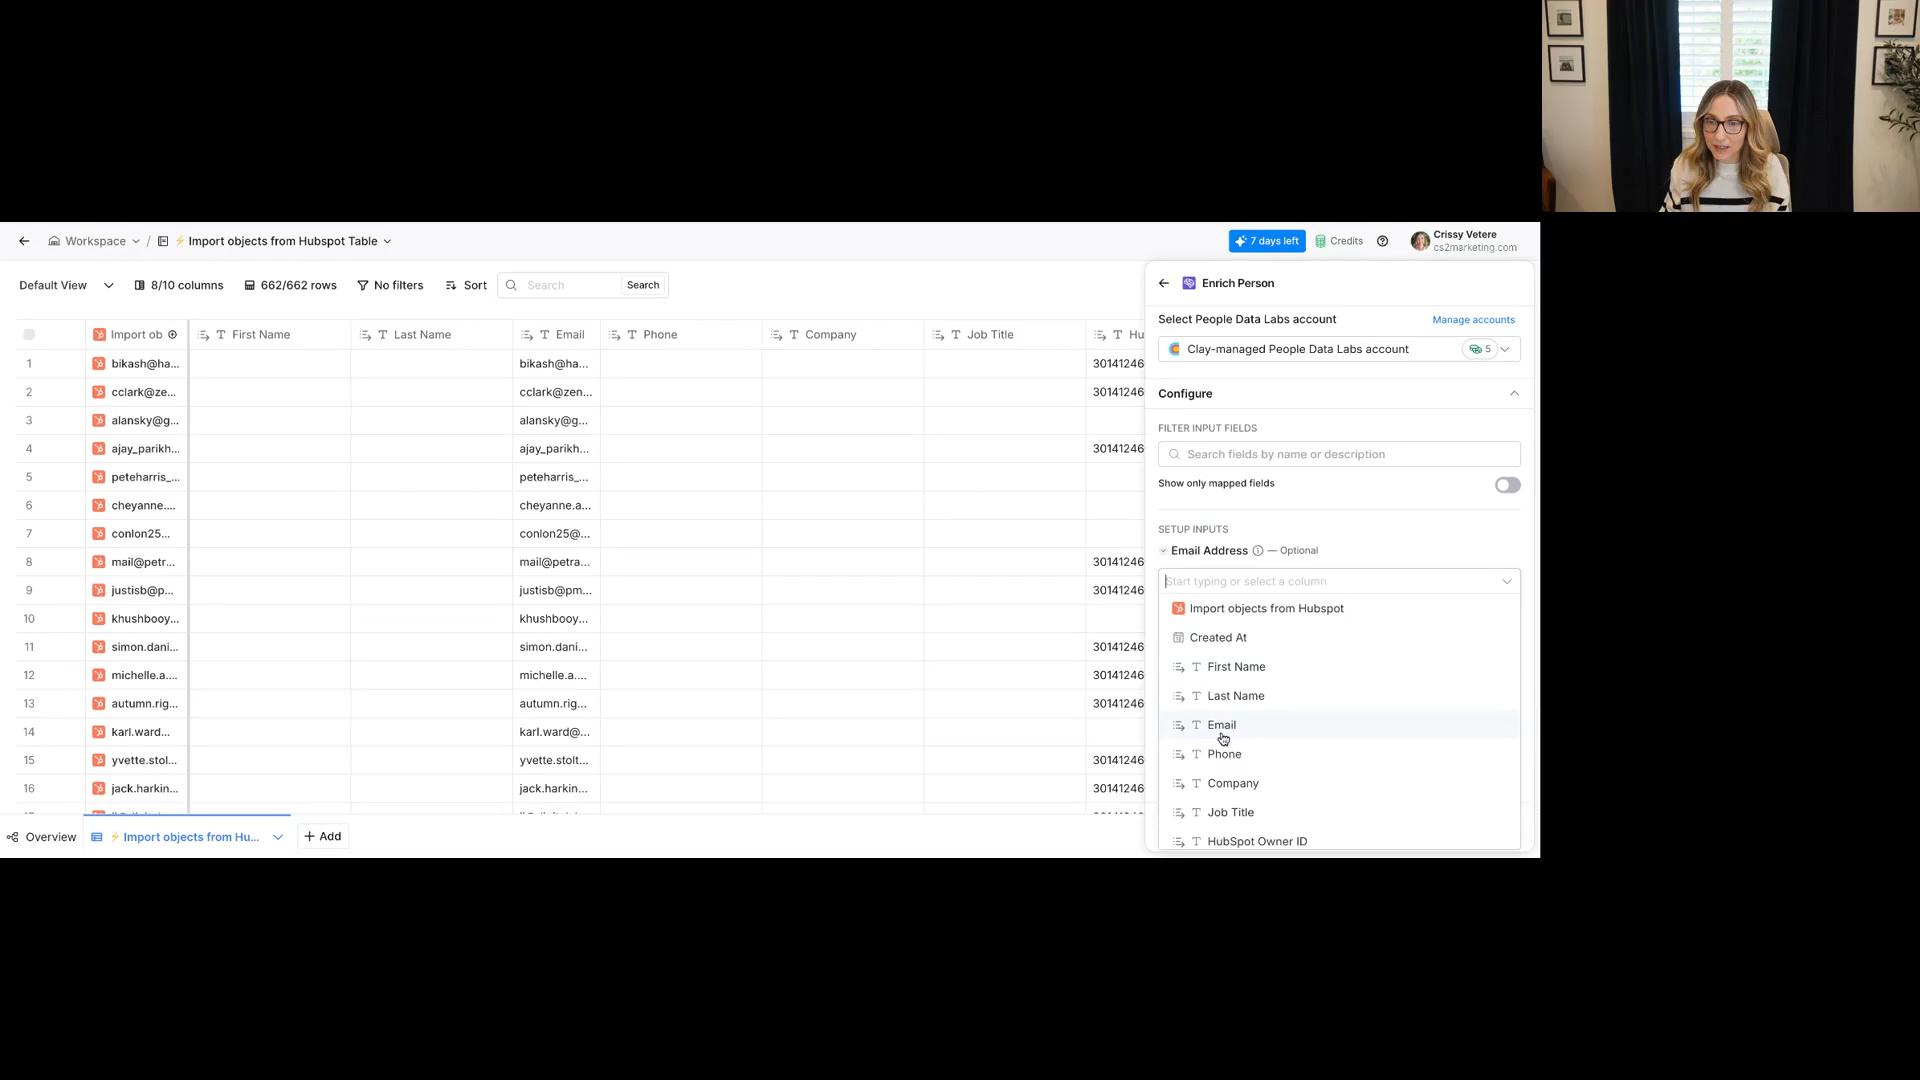 Workspace / ⚡ Import objects from Hubspot Table
7 days left
Credits
Crissy Vetere
cs2marketing.com
Default View
8/10 columns
662/662 rows
No filters
Sort
Search
Search
Import ob
First Name
Last Name
Email
Phone
Company
Job Title
Hu
1 bikash@ha... bikash@ha... 30141246
2 cclark@ze... cclark@zen... 30141246
3 alansky@g... alansky@g...
4 ajay_parikh... ajay_parikh... 30141246
5 peteharris_... peteharris_...
6 cheyanne.... cheyanne.a...
7 conlon25... conlon25@...
8 mail@petr... mail@petra... 30141246
9 justisb@p... justisb@pm... 30141246
10 khushbooy... khushbooy...
11 simon.dani... simon.dani... 30141246
12 michelle.a.... michelle.a.... 30141246
13 autumn.rig... autumn.rig... 30141246
14 karl.ward... karl.ward@...
15 yvette.stol... yvette.stolt... 30141246
16 jack.harkin... jack.harkin... 30141246
Overview
⚡ Import objects from Hu...
+ Add
Enrich Person
Select People Data Labs account
Manage accounts
Clay-managed People Data Labs account
5
Configure
FILTER INPUT FIELDS
Search fields by name or description
Show only mapped fields
SETUP INPUTS
Email Address — Optional
Start typing or select a column
Import objects from Hubspot
Created At
First Name
Last Name
Email
Phone
Company
Job Title
HubSpot Owner ID